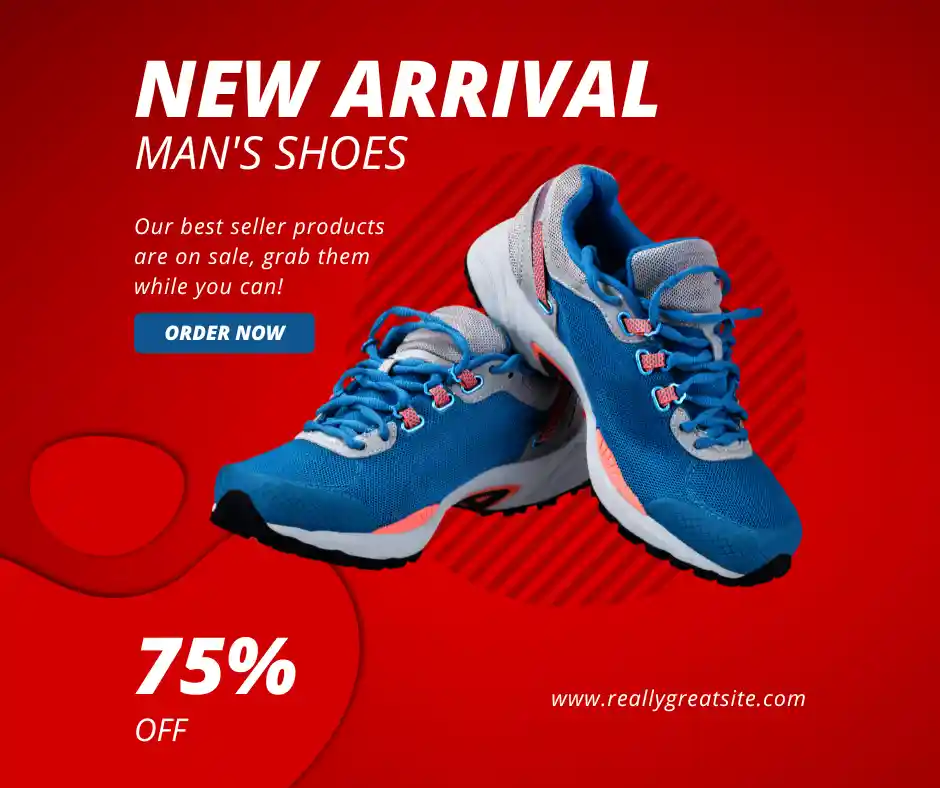 NEW ARRIVAL
MAN'S SHOES
Our best seller products
are on sale, grab them
while you can!
ORDER NOW
75%
OFF
www.reallygreatsite.com